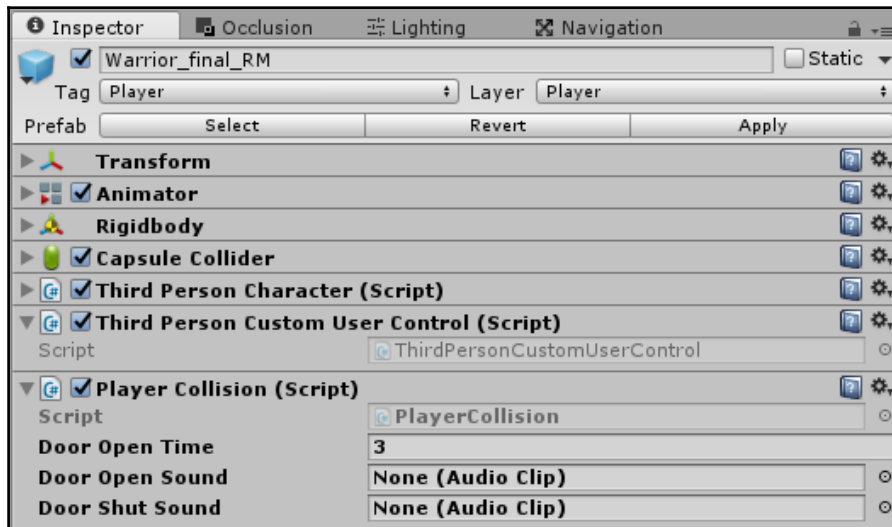 Inspector Occlusion Lighting Navigation
Warrior_final_RM Static
Tag Player Layer Player
Prefab Select Revert Apply
Transform
Animator
Rigidbody
Capsule Collider
Third Person Character (Script)
Third Person Custom User Control (Script)
Script ThirdPersonCustomUserControl
Player Collision (Script)
Script PlayerCollision
Door Open Time 3
Door Open Sound None (Audio Clip)
Door Shut Sound None (Audio Clip)